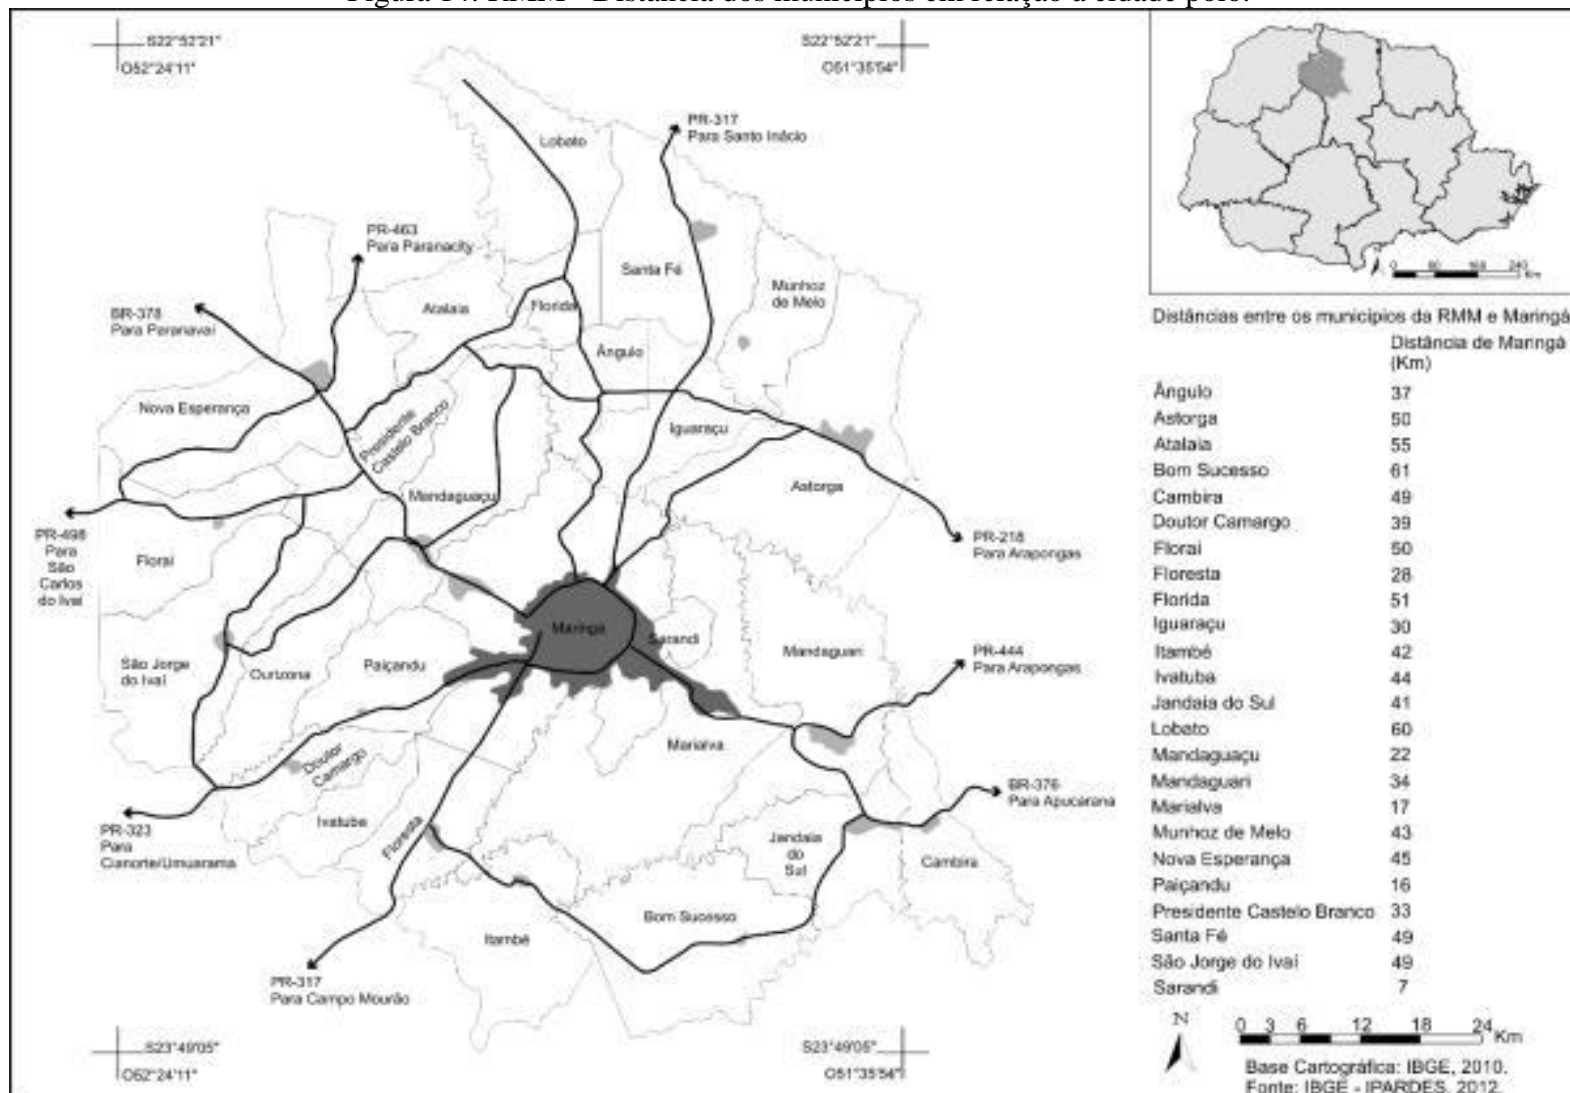 Figura 14: RMM - Distância dos municípios em relação à cidade polo.
S22°52'21"
O52°24'11"
S22°52'21"
O51°35'54"
PR-317
Para Santo Inácio
Lobato
PR-463
Para Paranacity
Santa Fé
Munhoz
de Melo
BR-376
Para Paranavaí
Atalaia
Florida
Ângulo
Nova Esperança
Presidente
Castelo Branco
Iguaraçu
Mandaguaçu
Astorga
PR-498
Para
São
Carlos
do Ivaí
Floraí
PR-218
Para Arapongas
Maringá
Sarandi
São Jorge
do Ivaí
Ourizona
Paiçandu
Mandaguari
PR-444
Para Arapongas
Marialva
Doutor
Camargo
BR-376
Para Apucarana
PR-323
Para
Cianorte/Umuarama
Ivatuba
Floresta
Jandaia
do
Sul
Cambira
Bom Sucesso
Itambé
PR-317
Para Campo Mourão
S23°49'05"
O52°24'11"
S23°49'05"
O51°35'54"
0 80 160 240
Km
Distâncias entre os municípios da RMM e Maringá
Distância de Maringá
(Km)
Ângulo 37
Astorga 50
Atalaia 55
Bom Sucesso 61
Cambira 49
Doutor Camargo 39
Floraí 50
Floresta 28
Florida 51
Iguaraçu 30
Itambé 42
Ivatuba 44
Jandaia do Sul 41
Lobato 60
Mandaguaçu 22
Mandaguari 34
Marialva 17
Munhoz de Melo 43
Nova Esperança 45
Paiçandu 16
Presidente Castelo Branco 33
Santa Fé 49
São Jorge do Ivaí 49
Sarandi 7
N
0 3 6 12 18 24 Km
Base Cartográfica: IBGE, 2010.
Fonte: IBGE - IPARDES, 2012.